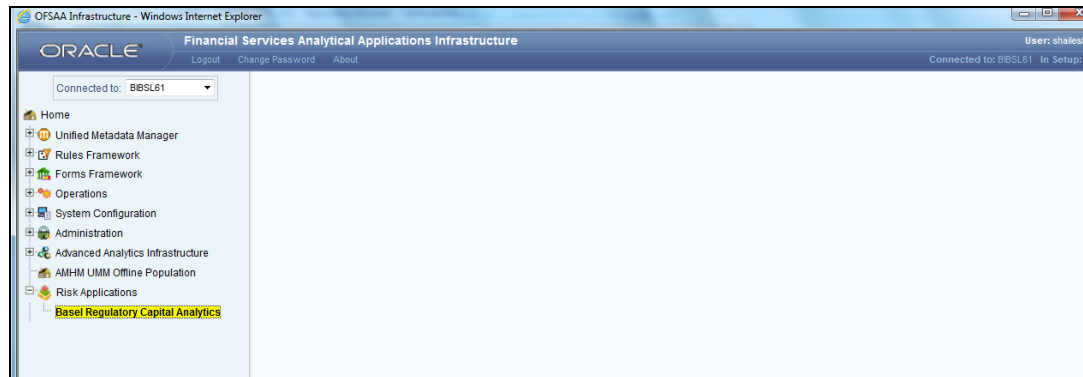 OFSAA Infrastructure - Windows Internet Explorer
ORACLE
Financial Services Analytical Applications Infrastructure
User: shalesl
Logout Change Password About
Connected to: BIBSL61 In Setup:
Connected to: BIBSL61
Home
Unified Metadata Manager
Rules Framework
Forms Framework
Operations
System Configuration
Administration
Advanced Analytics Infrastructure
AMHM UMM Offline Population
Risk Applications
Basel Regulatory Capital Analytics